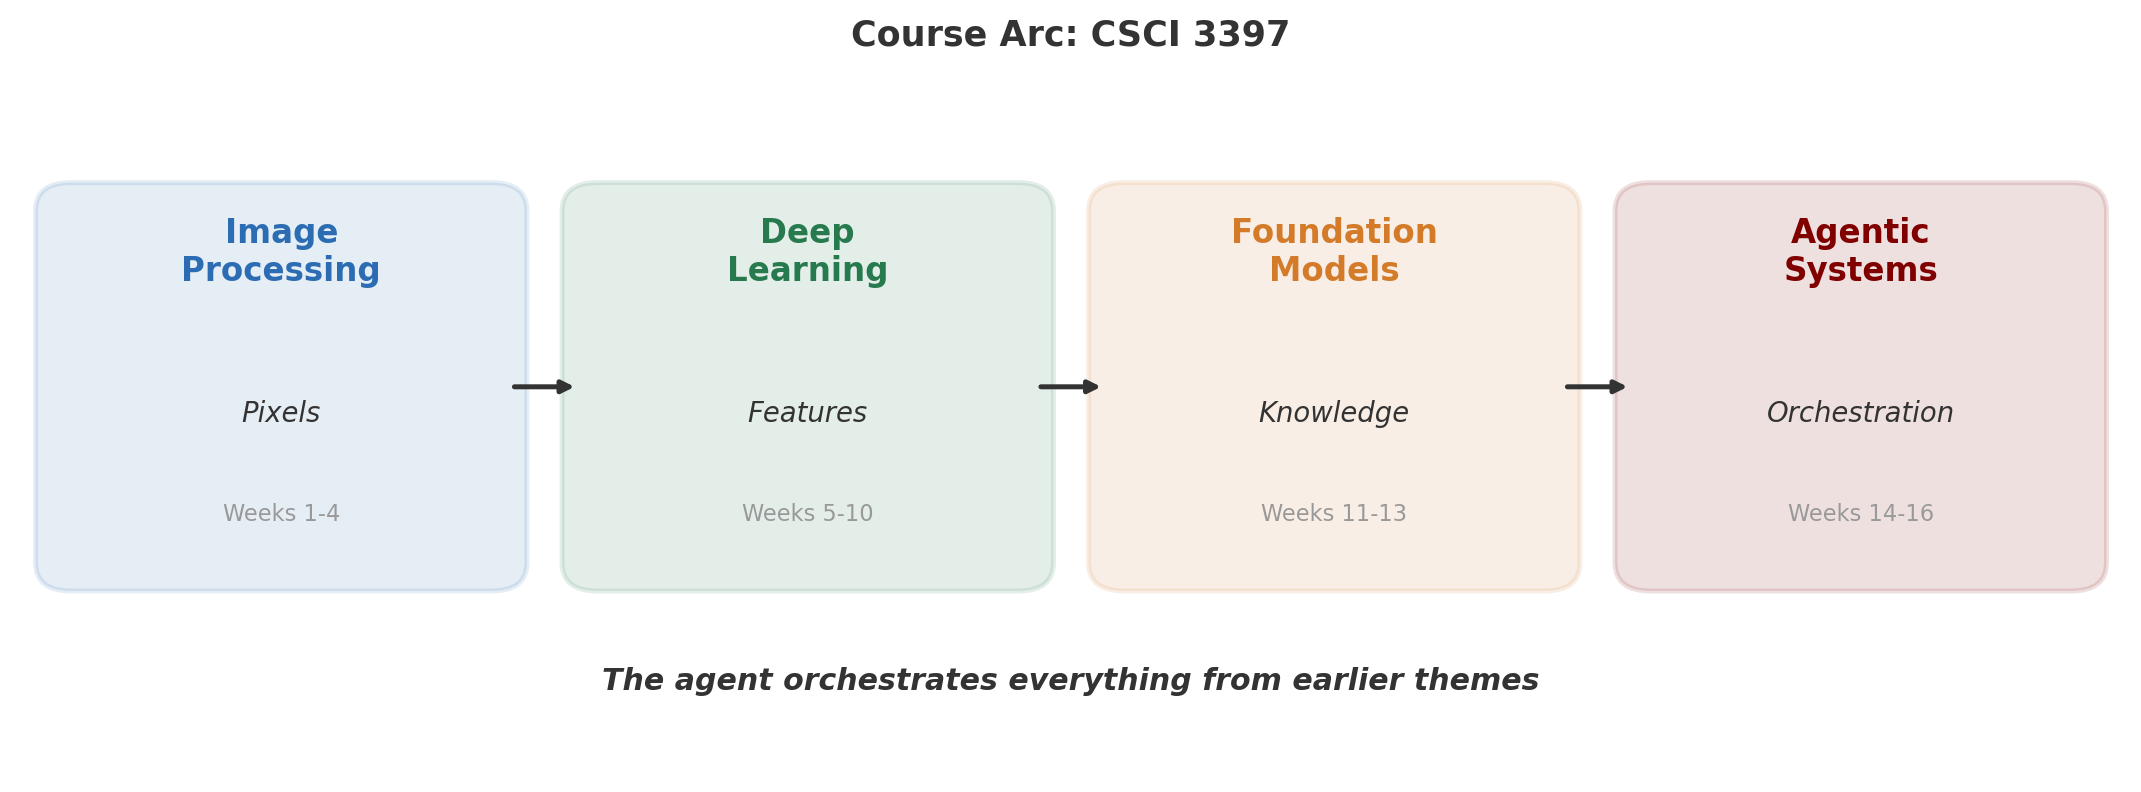 Course Arc: CSCI 3397
Image
Processing
Pixels
Weeks 1-4
Deep
Learning
Features
Weeks 5-10
Foundation
Models
Knowledge
Weeks 11-13
Agentic
Systems
Orchestration
Weeks 14-16
The agent orchestrates everything from earlier themes